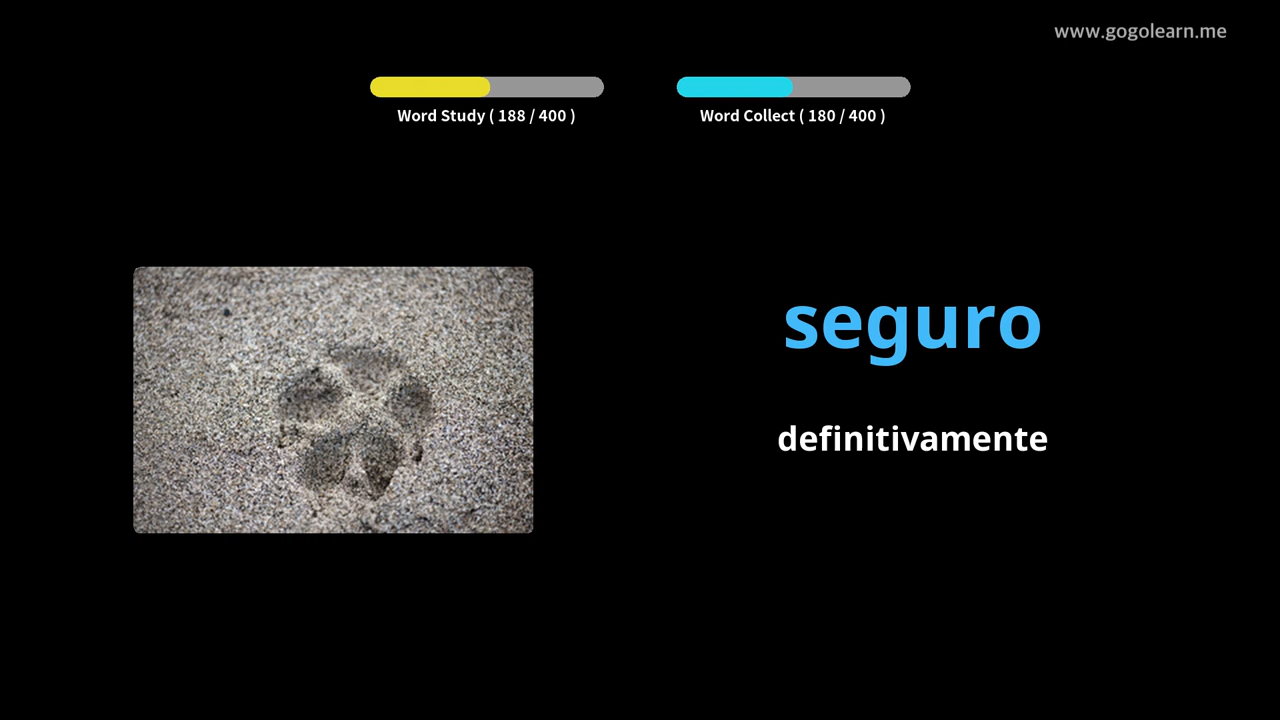 www.gogolearn.me
Word Study ( 188 / 400 )
Word Collect ( 180 / 400 )
seguro
definitivamente